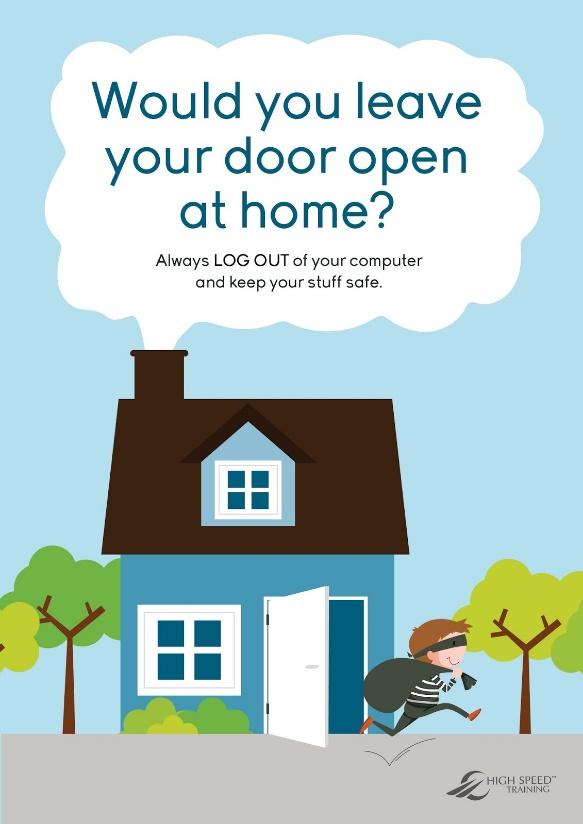 Would you leave
your door open
at home?
Always LOG OUT of your computer
and keep your stuff safe.
HIGH SPEED™
TRAINING